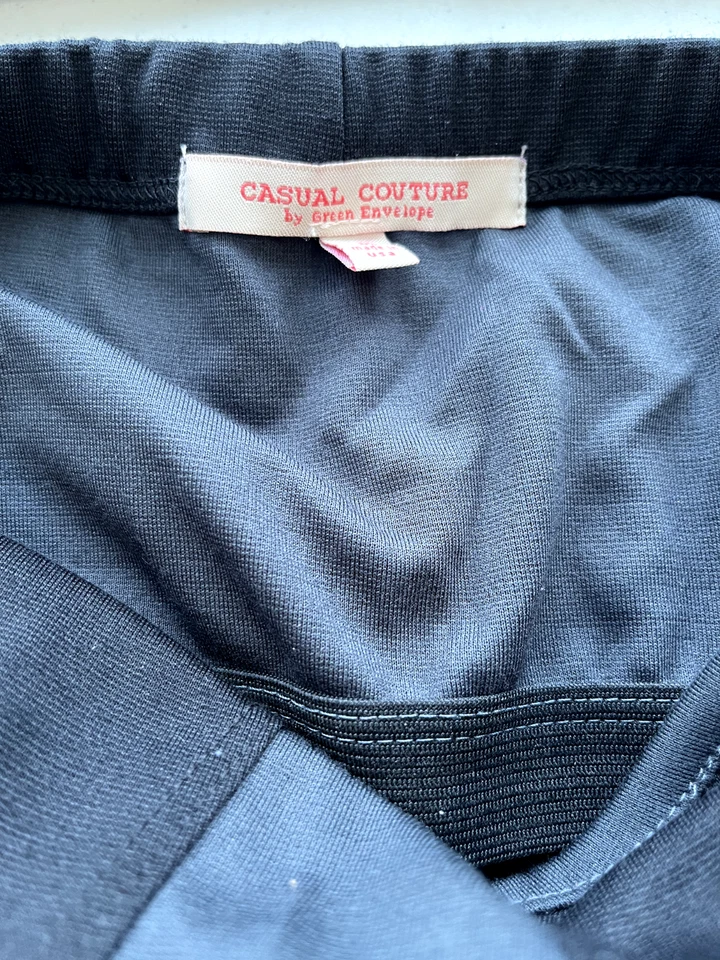 CASUAL COUTURE
by Green Envelope
made in
USA